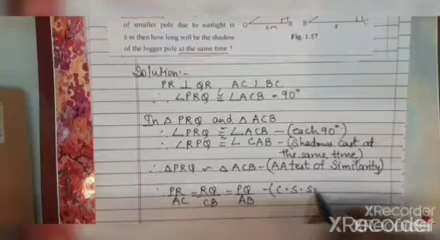 of smaller pole due to sunlight is
6 m then how long will be the shadow
of the bigger pole at the same time ?
Q 6m R B x C
Fig. 1.57
Solution:-
PR ⊥ QR , AC ⊥ BC
∴ ∠PRQ ≅ ∠ACB = 90°
In △ PRQ and △ ACB
∴ ∠PRQ ≅ ∠ACB - (each 90°)
∠RPQ ≅ ∠ CAB - (Shadows cast at
the same time)
∴ △PRQ ~ △ ACB - (AA test of Similarity)
∴ PR/AC = RQ/CB = PQ/AB - (C.S.S.
XRecorder
XRecorder